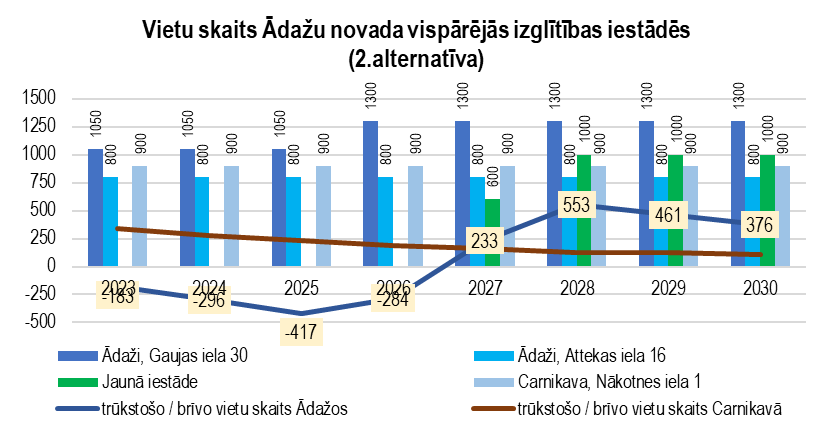 Vietu skaits Ādažu novada vispārējās izglītības iestādēs
(2.alternatīva)
1500
1250
1000
750
500
250
0
-250
-500
1050 800 900
1050 800 900
1050 800 900
1300 800 900
1300 800 600 900
1300 800 1000 900
1300 800 1000 900
1300 800 1000 900
2023 2024 2025 2026 2027 2028 2029 2030
-183 -296 -417 -284 233 553 461 376
Ādaži, Gaujas iela 30 Ādaži, Attekas iela 16
Jaunā iestāde Carnikava, Nākotnes iela 1
trūkstošo / brīvo vietu skaits Ādažos trūkstošo / brīvo vietu skaits Carnikavā